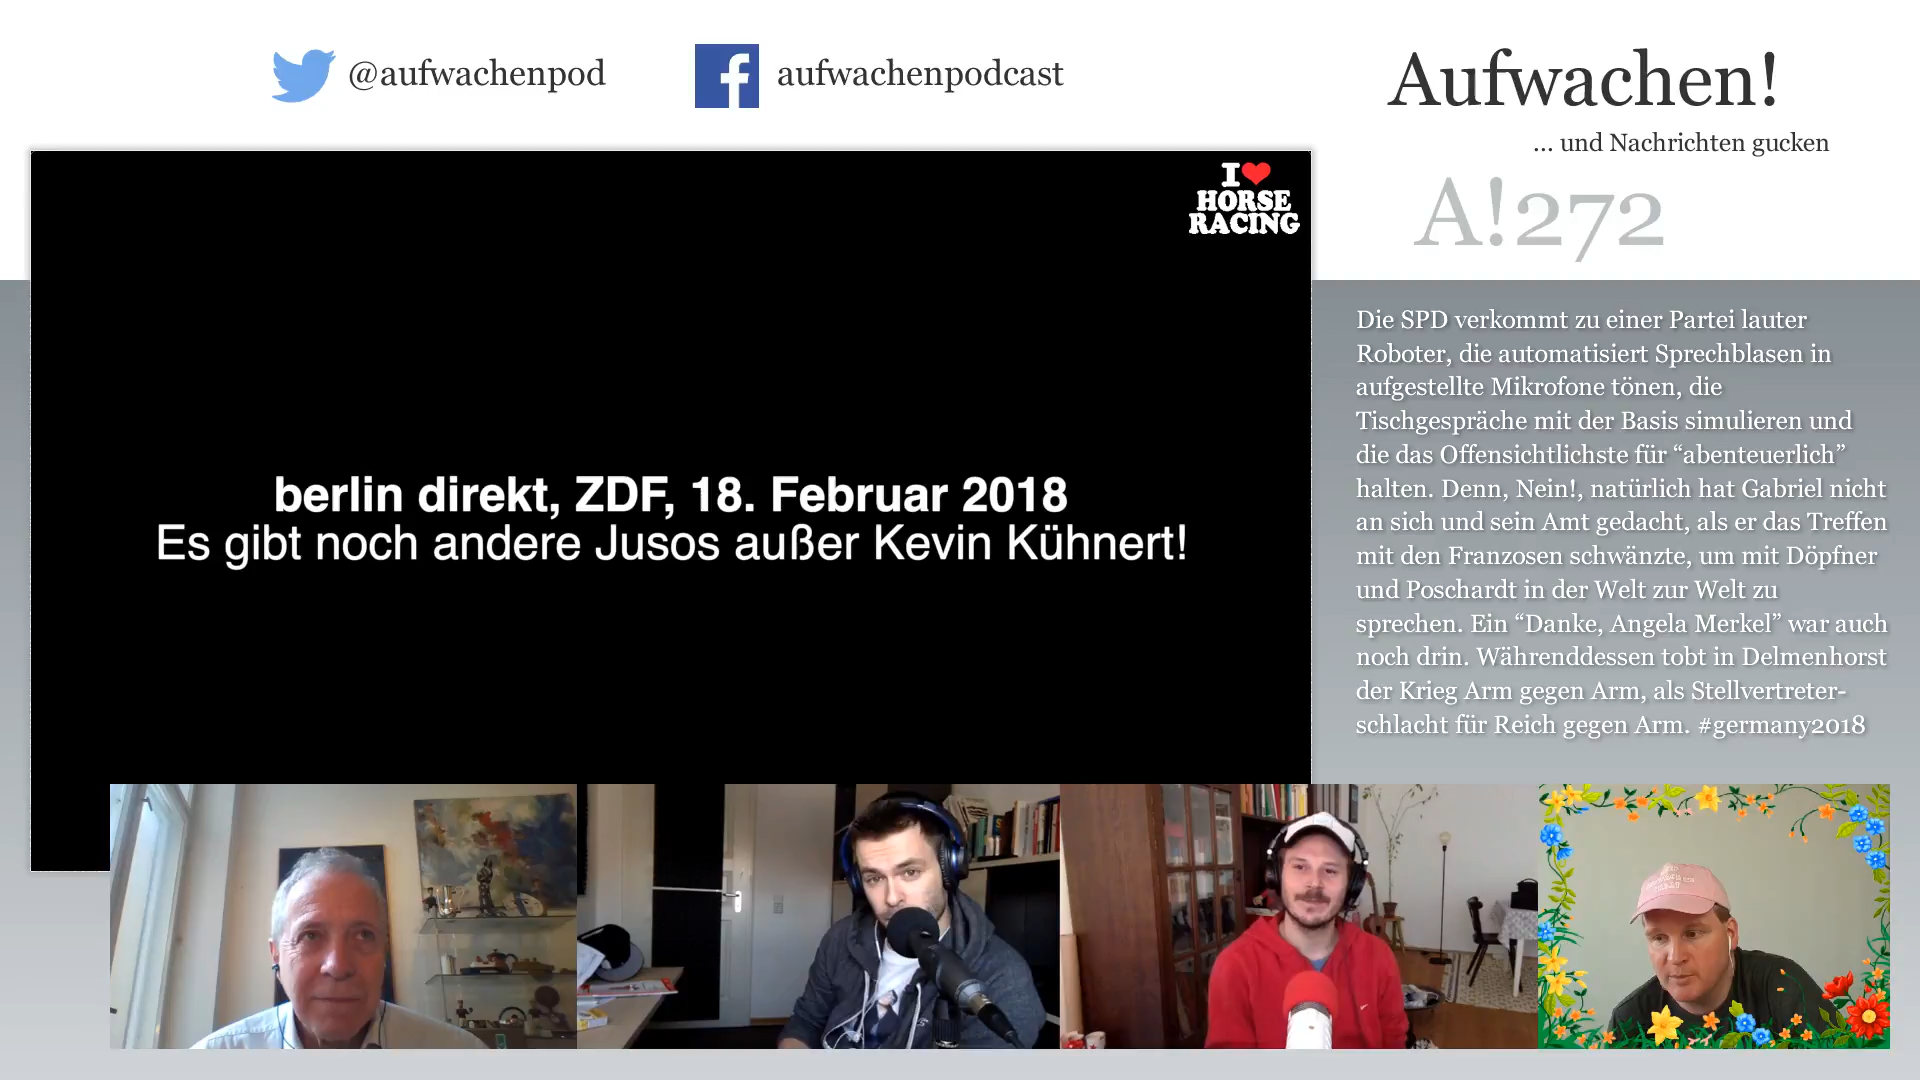 @aufwachenpod
aufwachenpodcast
Aufwachen!
... und Nachrichten gucken
A!272
I
HORSE
RACING
berlin direkt, ZDF, 18. Februar 2018
Es gibt noch andere Jusos außer Kevin Kühnert!
Die SPD verkommt zu einer Partei lauter
Roboter, die automatisiert Sprechblasen in
aufgestellte Mikrofone tönen, die
Tischgespräche mit der Basis simulieren und
die das Offensichtlichste für “abenteuerlich”
halten. Denn, Nein!, natürlich hat Gabriel nicht
an sich und sein Amt gedacht, als er das Treffen
mit den Franzosen schwänzte, um mit Döpfner
und Poschardt in der Welt zur Welt zu
sprechen. Ein “Danke, Angela Merkel” war auch
noch drin. Währenddessen tobt in Delmenhorst
der Krieg Arm gegen Arm, als Stellvertreter-
schlacht für Reich gegen Arm. #germany2018